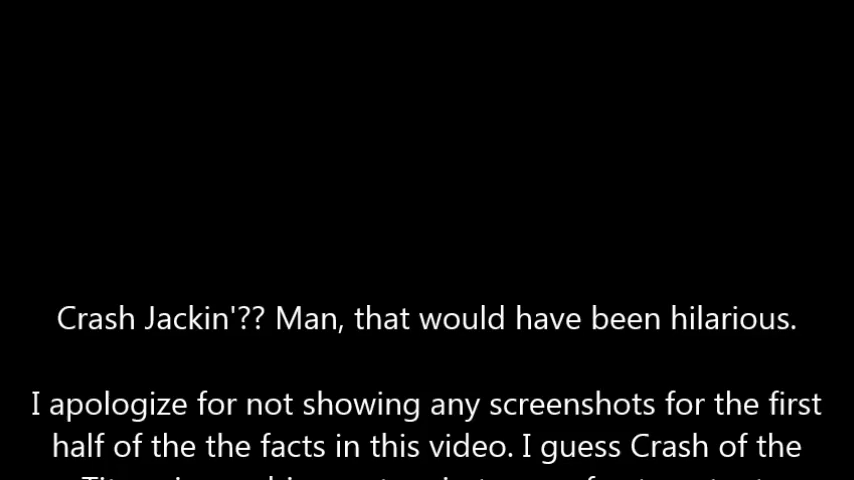 Crash Jackin'?? Man, that would have been hilarious.
I apologize for not showing any screenshots for the first
half of the the facts in this video. I guess Crash of the